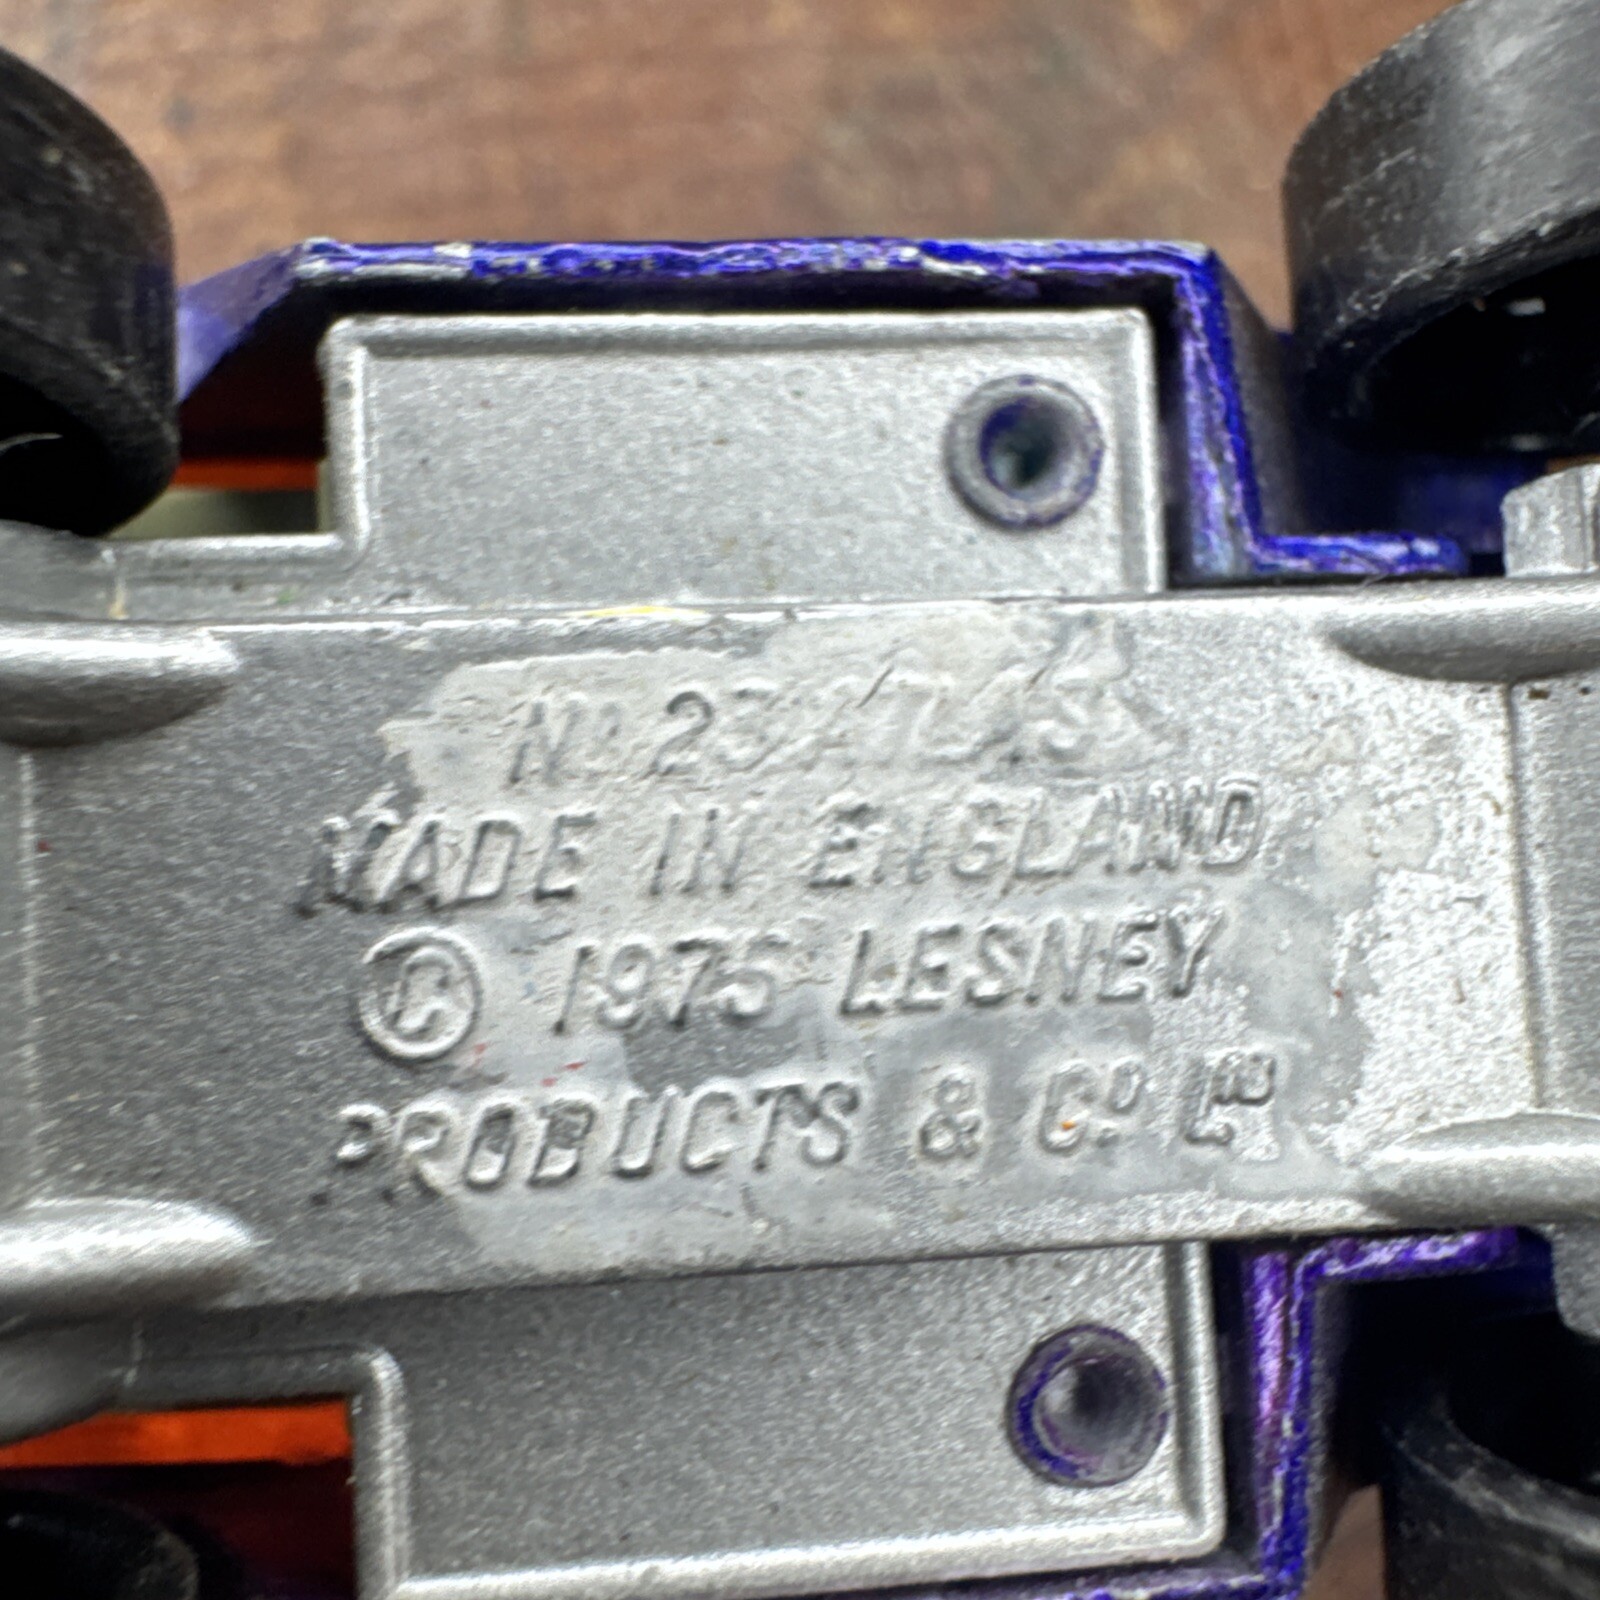 Nº 23 ATLAS
MADE IN ENGLAND
© 1975 LESNEY
PRODUCTS & Cº Lᵀᴰ